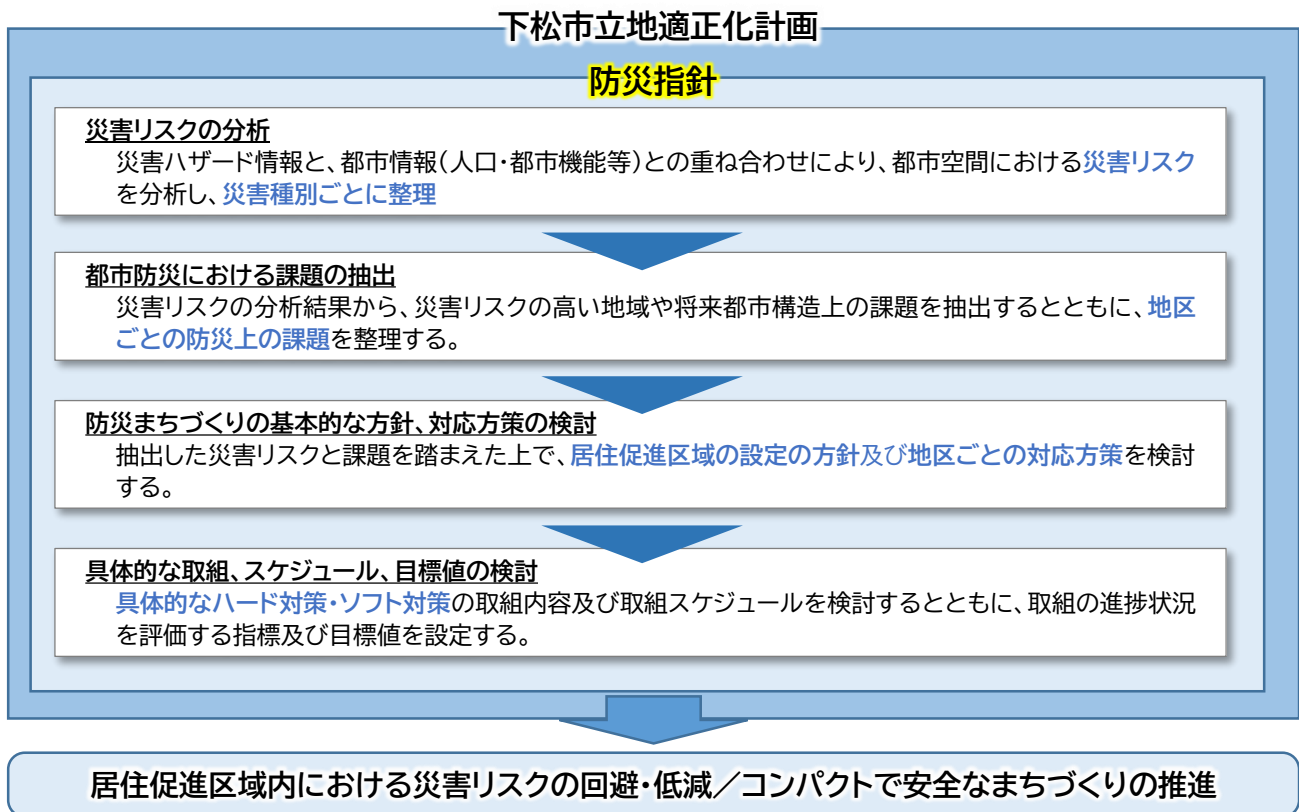 下松市立地適正化計画
防災指針
災害リスクの分析
災害ハザード情報と、都市情報（人口・都市機能等）との重ね合わせにより、都市空間における災害リスク
を分析し、災害種別ごとに整理
都市防災における課題の抽出
災害リスクの分析結果から、災害リスクの高い地域や将来都市構造上の課題を抽出するとともに、地区
ごとの防災上の課題を整理する。
防災まちづくりの基本的な方針、対応方策の検討
抽出した災害リスクと課題を踏まえた上で、居住促進区域の設定の方針及び地区ごとの対応方策を検討
する。
具体的な取組、スケジュール、目標値の検討
具体的なハード対策・ソフト対策の取組内容及び取組スケジュールを検討するとともに、取組の進捗状況
を評価する指標及び目標値を設定する。
居住促進区域内における災害リスクの回避・低減／コンパクトで安全なまちづくりの推進